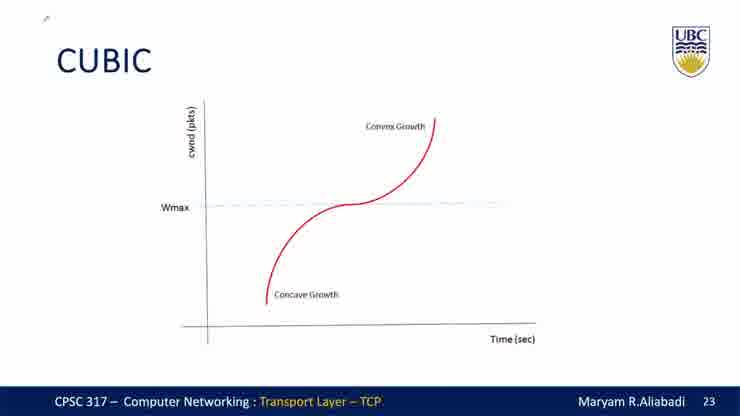 UBC
CUBIC
cwnd (pkts)
Convex Growth
Wmax
Concave Growth
Time (sec)
CPSC 317 – Computer Networking : Transport Layer – TCP
Maryam R.Aliabadi
23